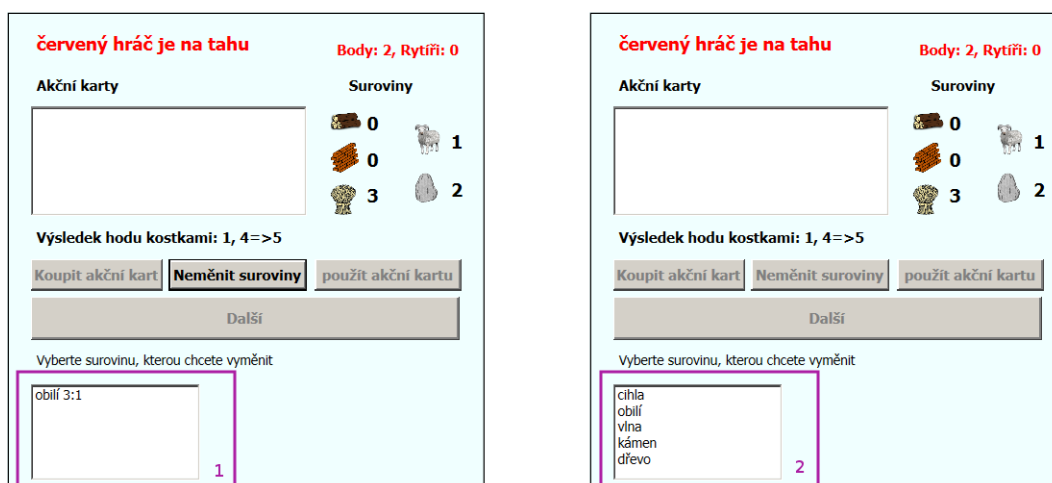 červený hráč je na tahu
Body: 2, Rytíři: 0
Akční karty
Suroviny
0
1
0
3
2
Výsledek hodu kostkami: 1, 4=>5
Koupit akční kart
Neměnit suroviny
použít akční kartu
Další
Vyberte surovinu, kterou chcete vyměnit
obilí 3:1
1
červený hráč je na tahu
Body: 2, Rytíři: 0
Akční karty
Suroviny
0
1
0
3
2
Výsledek hodu kostkami: 1, 4=>5
Koupit akční kart
Neměnit suroviny
použít akční kartu
Další
Vyberte surovinu, kterou chcete vyměnit
cihla
obilí
vlna
kámen
dřevo
2